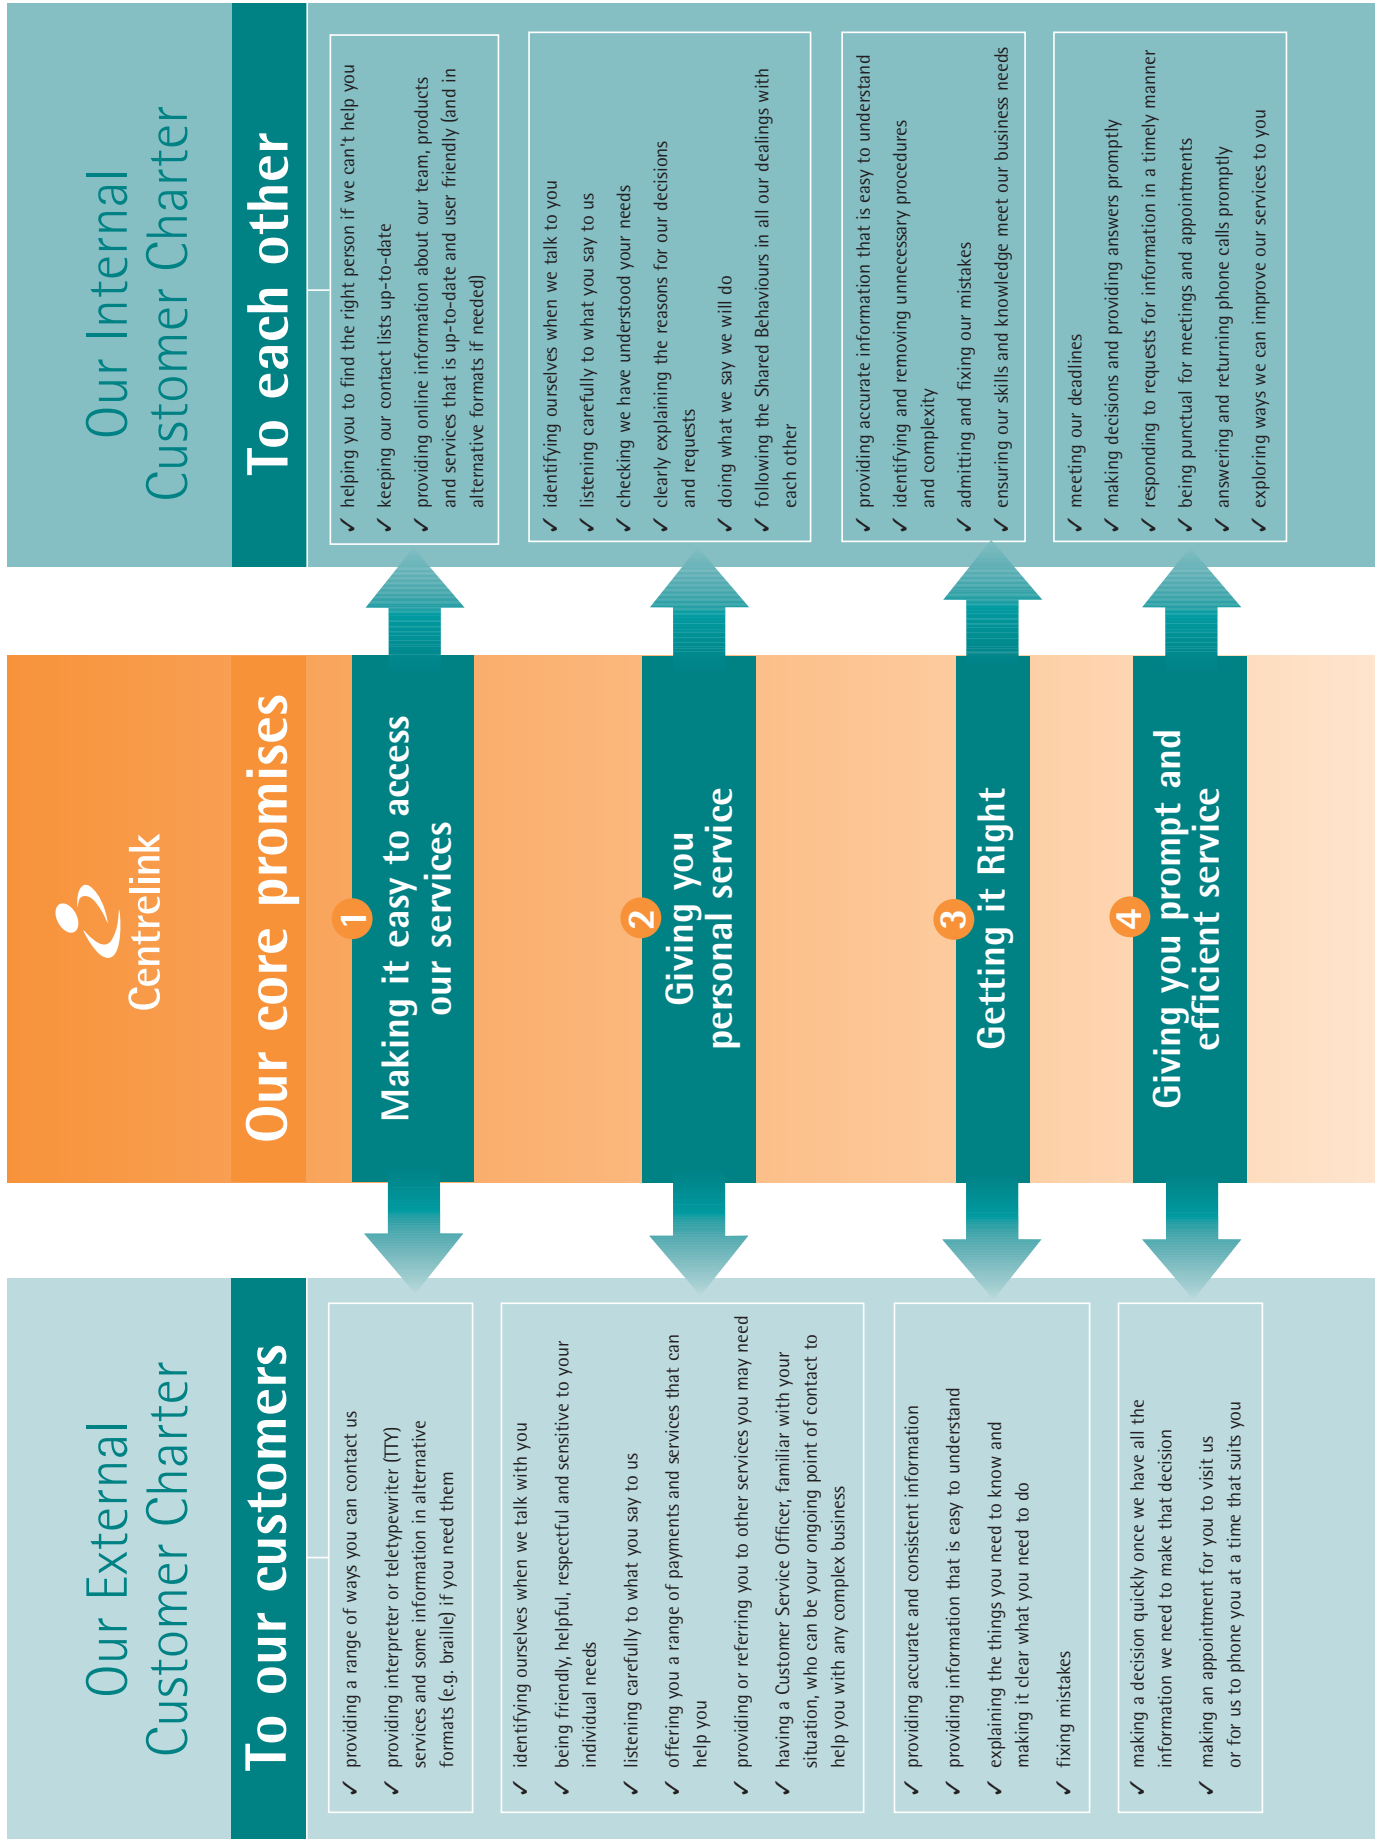 Our External
Customer Charter
To our customers
✓ providing a range of ways you can contact us
✓ providing interpreter or teletypewriter (TTY)
services and some information in alternative
formats (e.g. braille) if you need them
✓ identifying ourselves when we talk with you
✓ being friendly, helpful, respectful and sensitive to your
individual needs
✓ listening carefully to what you say to us
✓ offering you a range of payments and services that can
help you
✓ providing or referring you to other services you may need
✓ having a Customer Service Officer, familiar with your
situation, who can be your ongoing point of contact to
help you with any complex business
✓ providing accurate and consistent information
✓ providing information that is easy to understand
✓ explaining the things you need to know and
making it clear what you need to do
✓ fixing mistakes
✓ making a decision quickly once we have all the
information we need to make that decision
✓ making an appointment for you to visit us
or for us to phone you at a time that suits you
Centrelink
Our core promises
1
Making it easy to access
our services
2
Giving you
personal service
3
Getting it Right
4
Giving you prompt and
efficient service
Our Internal
Customer Charter
To each other
✓ helping you to find the right person if we can't help you
✓ keeping our contact lists up-to-date
✓ providing online information about our team, products
and services that is up-to-date and user friendly (and in
alternative formats if needed)
✓ identifying ourselves when we talk to you
✓ listening carefully to what you say to us
✓ checking we have understood your needs
✓ clearly explaining the reasons for our decisions
and requests
✓ doing what we say we will do
✓ following the Shared Behaviours in all our dealings with
each other
✓ providing accurate information that is easy to understand
✓ identifying and removing unnecessary procedures
and complexity
✓ admitting and fixing our mistakes
✓ ensuring our skills and knowledge meet our business needs
✓ meeting our deadlines
✓ making decisions and providing answers promptly
✓ responding to requests for information in a timely manner
✓ being punctual for meetings and appointments
✓ answering and returning phone calls promptly
✓ exploring ways we can improve our services to you